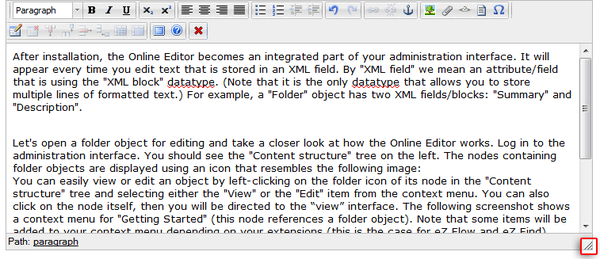 Paragraph B I U X₂ X²
After installation, the Online Editor becomes an integrated part of your administration interface. It will
appear every time you edit text that is stored in an XML field. By "XML field" we mean an attribute/field
that is using the "XML block" datatype. (Note that it is the only datatype that allows you to store
multiple lines of formatted text.) For example, a "Folder" object has two XML fields/blocks: "Summary" and
"Description".
Let's open a folder object for editing and take a closer look at how the Online Editor works. Log in to the
administration interface. You should see the "Content structure" tree on the left. The nodes containing
folder objects are displayed using an icon that resembles the following image:
You can easily view or edit an object by left-clicking on the folder icon of its node in the "Content
structure" tree and selecting either the "View" or the "Edit" item from the context menu. You can also
click on the node itself, then you will be directed to the “view” interface. The following screenshot shows
a context menu for "Getting Started" (this node references a folder object). Note that some items will be
added to your context menu depending on your extensions (this is the case for eZ Flow and eZ Find)
Path: paragraph